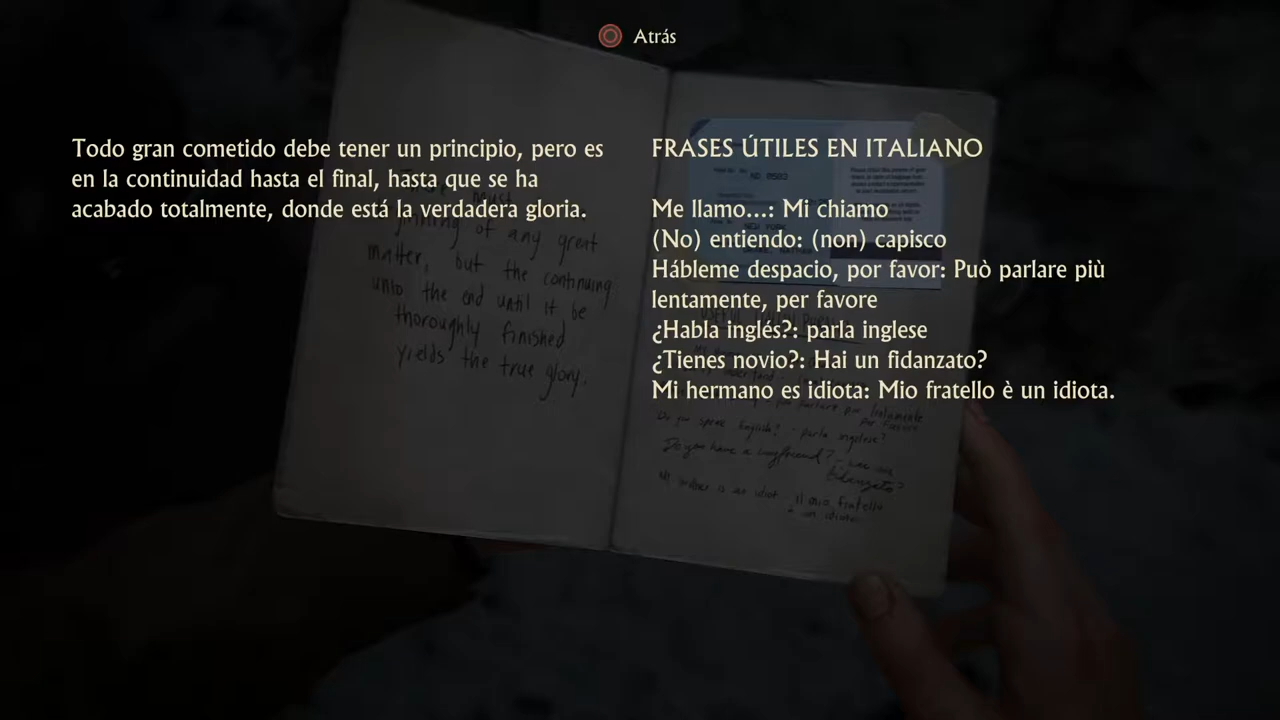 Atrás
Todo gran cometido debe tener un principio, pero es
en la continuidad hasta el final, hasta que se ha
acabado totalmente, donde está la verdadera gloria.
of any great
matter, but the continuing
unto the end until it be
thoroughly finished
yields the true glory.
FRASES ÚTILES EN ITALIANO
Me llamo...: Mi chiamo
(No) entiendo: (non) capisco
Hábleme despacio, por favor: Può parlare più
lentamente, per favore
¿Habla inglés?: parla inglese
¿Tienes novio?: Hai un fidanzato?
Mi hermano es idiota: Mio fratello è un idiota.
Do you speak English? - parla inglese?
Do you have a boyfriend?
fidanzato?
is an idiot - Il mio fratello
è un idiota